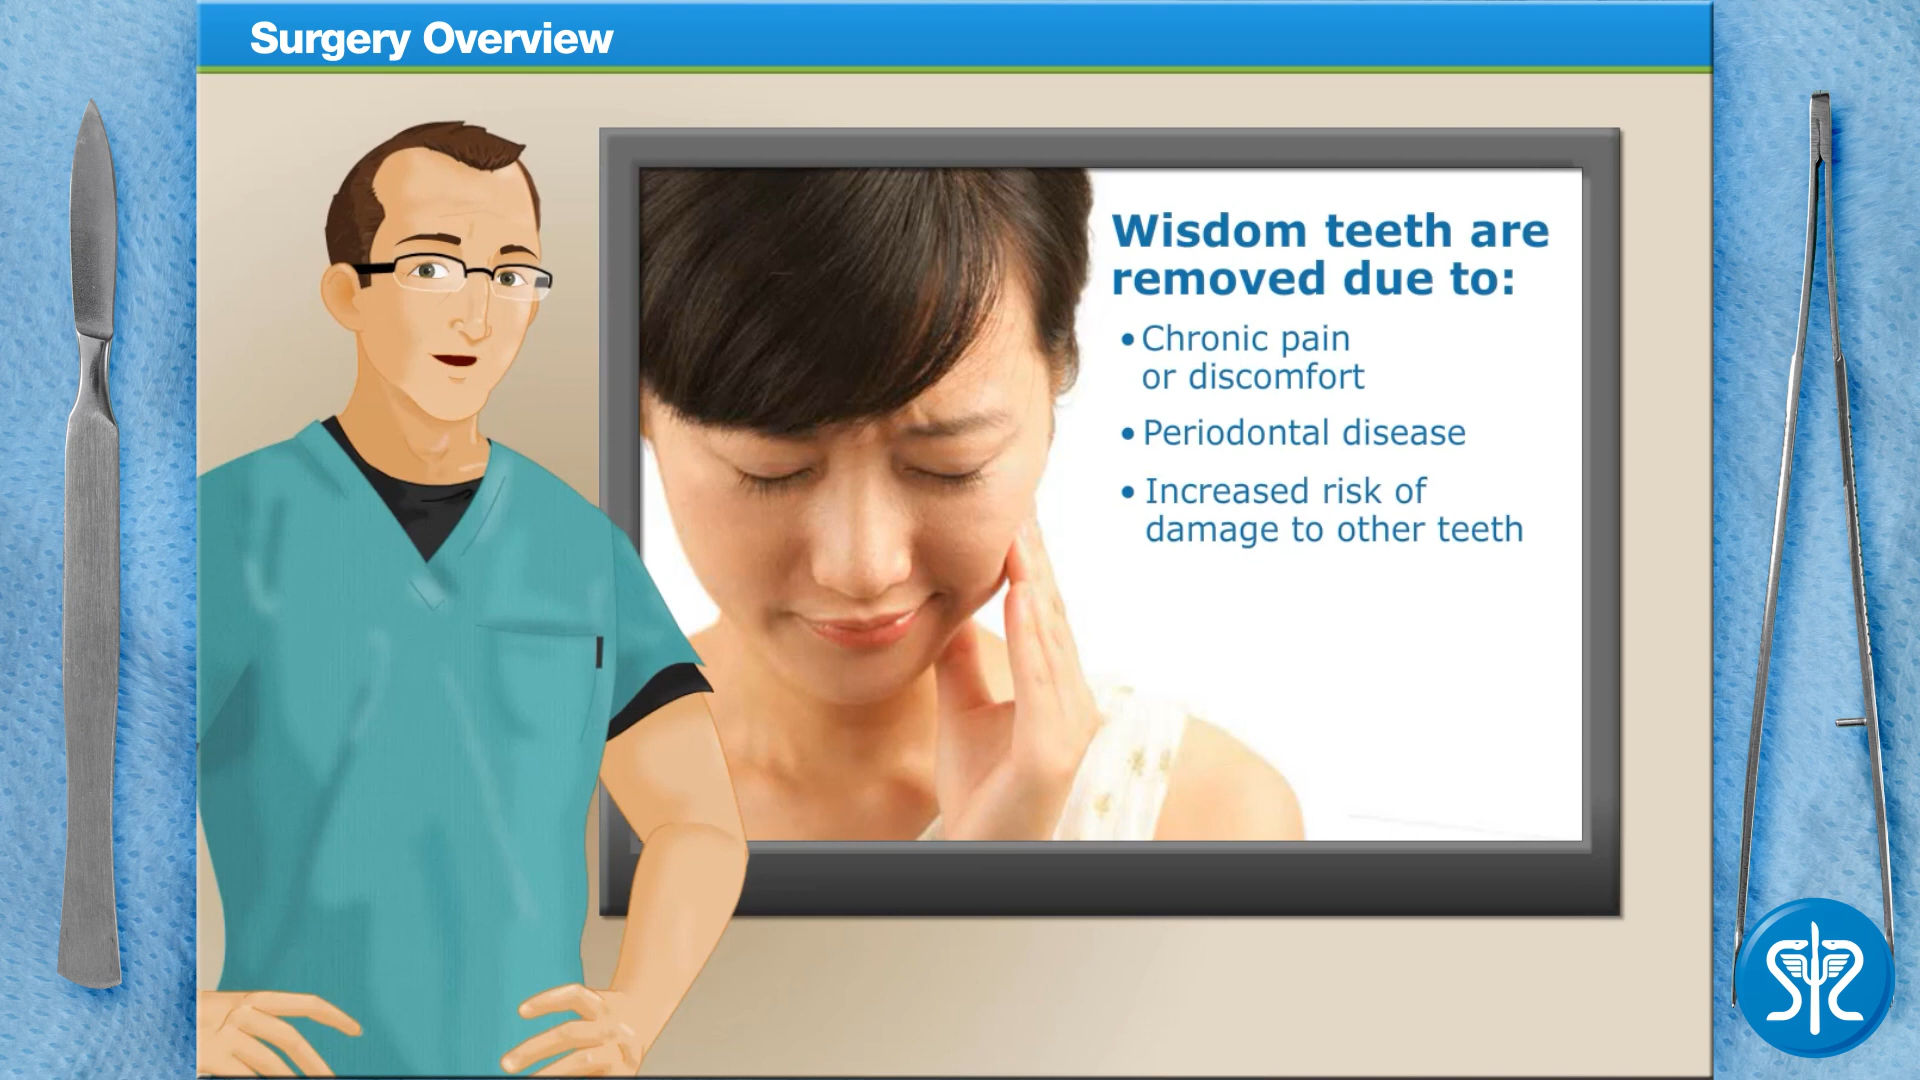 Surgery Overview
Wisdom teeth are
removed due to:
• Chronic pain
or discomfort
• Periodontal disease
• Increased risk of
damage to other teeth